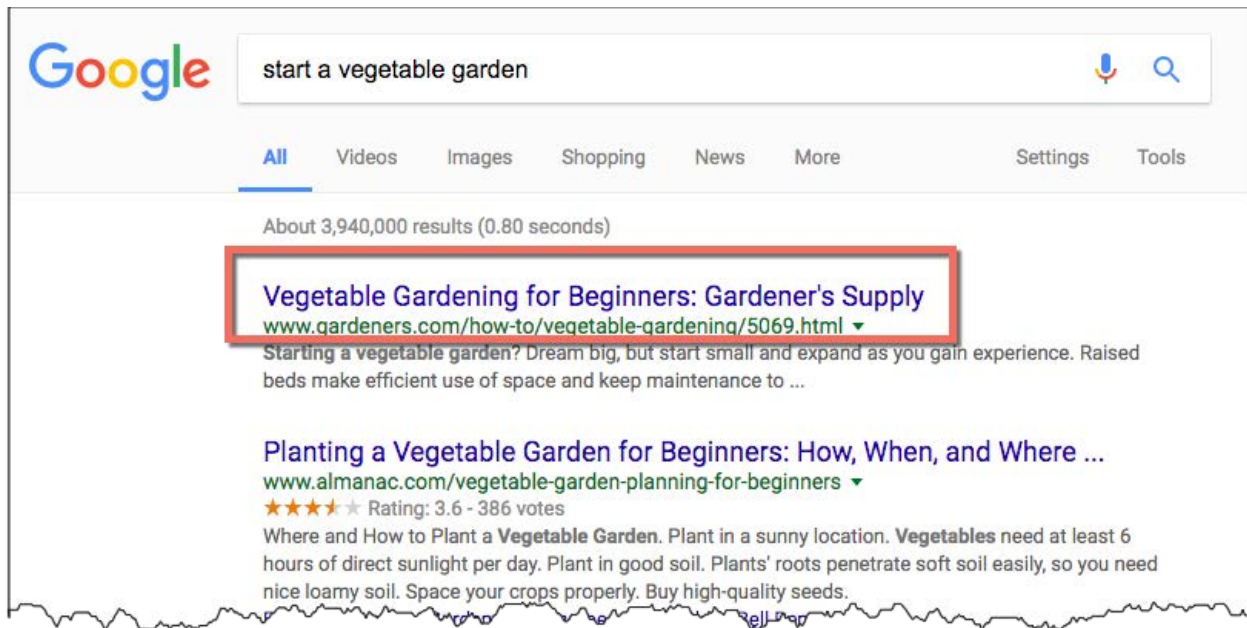 Google
start a vegetable garden
All Videos Images Shopping News More Settings Tools
About 3,940,000 results (0.80 seconds)
Vegetable Gardening for Beginners: Gardener's Supply
www.gardeners.com/how-to/vegetable-gardening/5069.html
Starting a vegetable garden? Dream big, but start small and expand as you gain experience. Raised
beds make efficient use of space and keep maintenance to ...
Planting a Vegetable Garden for Beginners: How, When, and Where ...
www.almanac.com/vegetable-garden-planning-for-beginners
Rating: 3.6 - 386 votes
Where and How to Plant a Vegetable Garden. Plant in a sunny location. Vegetables need at least 6
hours of direct sunlight per day. Plant in good soil. Plants' roots penetrate soft soil easily, so you need
nice loamy soil. Space your crops properly. Buy high-quality seeds.